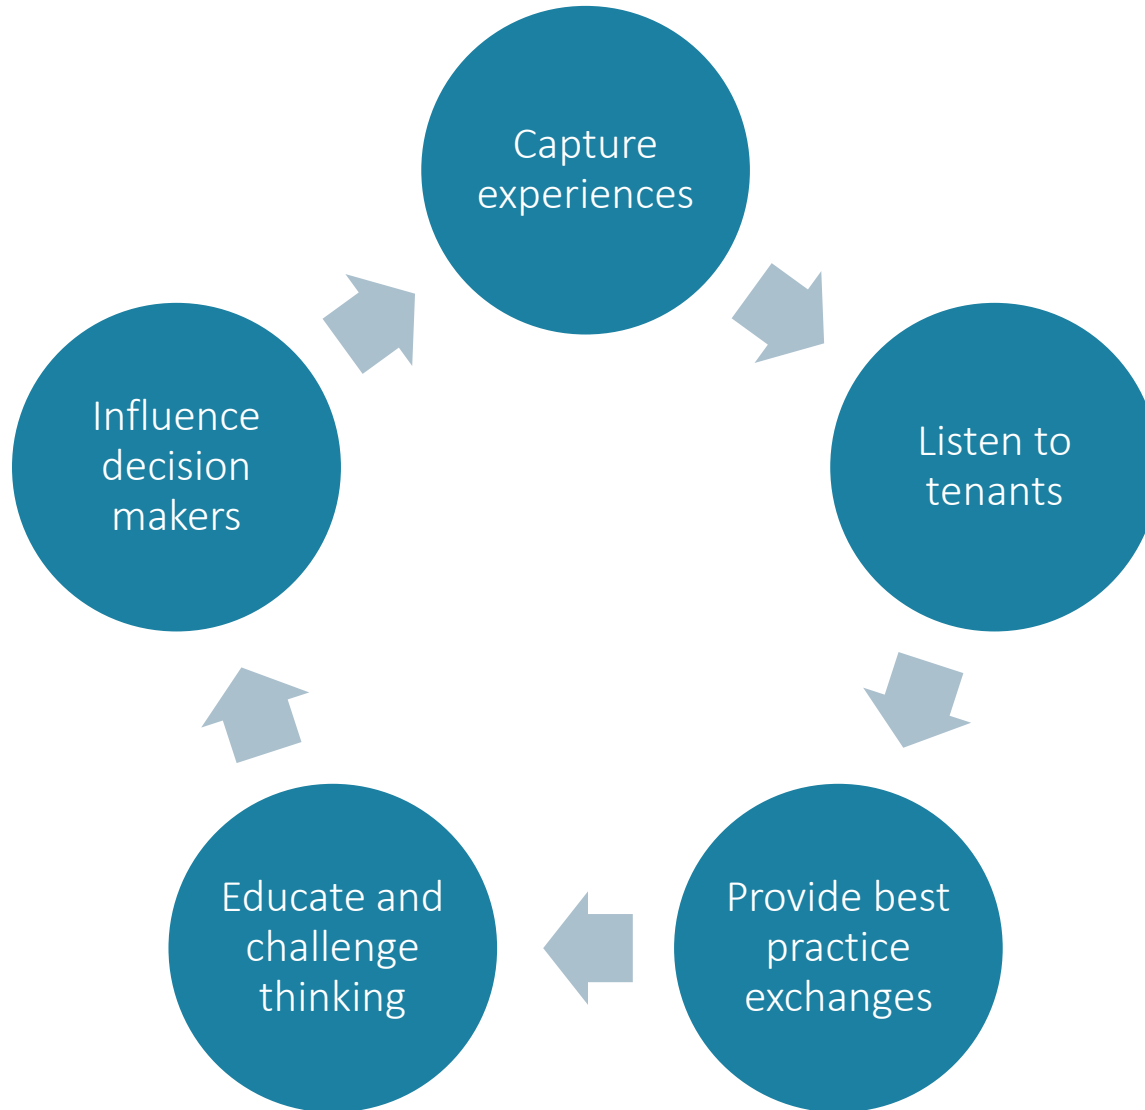 Capture
experiences
Listen to
tenants
Provide best
practice
exchanges
Educate and
challenge
thinking
Influence
decision
makers